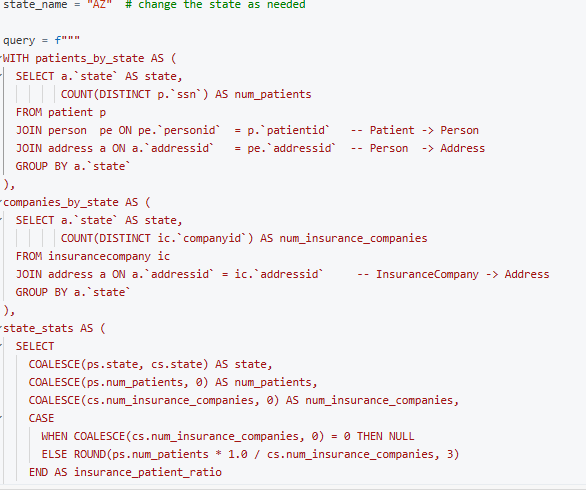 state_name = "AZ"  # change the state as needed
query = f"""
WITH patients_by_state AS (
  SELECT a.`state` AS state,
         COUNT(DISTINCT p.`ssn`) AS num_patients
  FROM patient p
  JOIN person  pe ON pe.`personid`  = p.`patientid`   -- Patient -> Person
  JOIN address a ON a.`addressid`   = pe.`addressid`  -- Person  -> Address
  GROUP BY a.`state`
),
companies_by_state AS (
  SELECT a.`state` AS state,
         COUNT(DISTINCT ic.`companyid`) AS num_insurance_companies
  FROM insurancecompany ic
  JOIN address a ON a.`addressid` = ic.`addressid`     -- InsuranceCompany -> Address
  GROUP BY a.`state`
),
state_stats AS (
  SELECT
    COALESCE(ps.state, cs.state) AS state,
    COALESCE(ps.num_patients, 0) AS num_patients,
    COALESCE(cs.num_insurance_companies, 0) AS num_insurance_companies,
    CASE
      WHEN COALESCE(cs.num_insurance_companies, 0) = 0 THEN NULL
      ELSE ROUND(ps.num_patients * 1.0 / cs.num_insurance_companies, 3)
    END AS insurance_patient_ratio